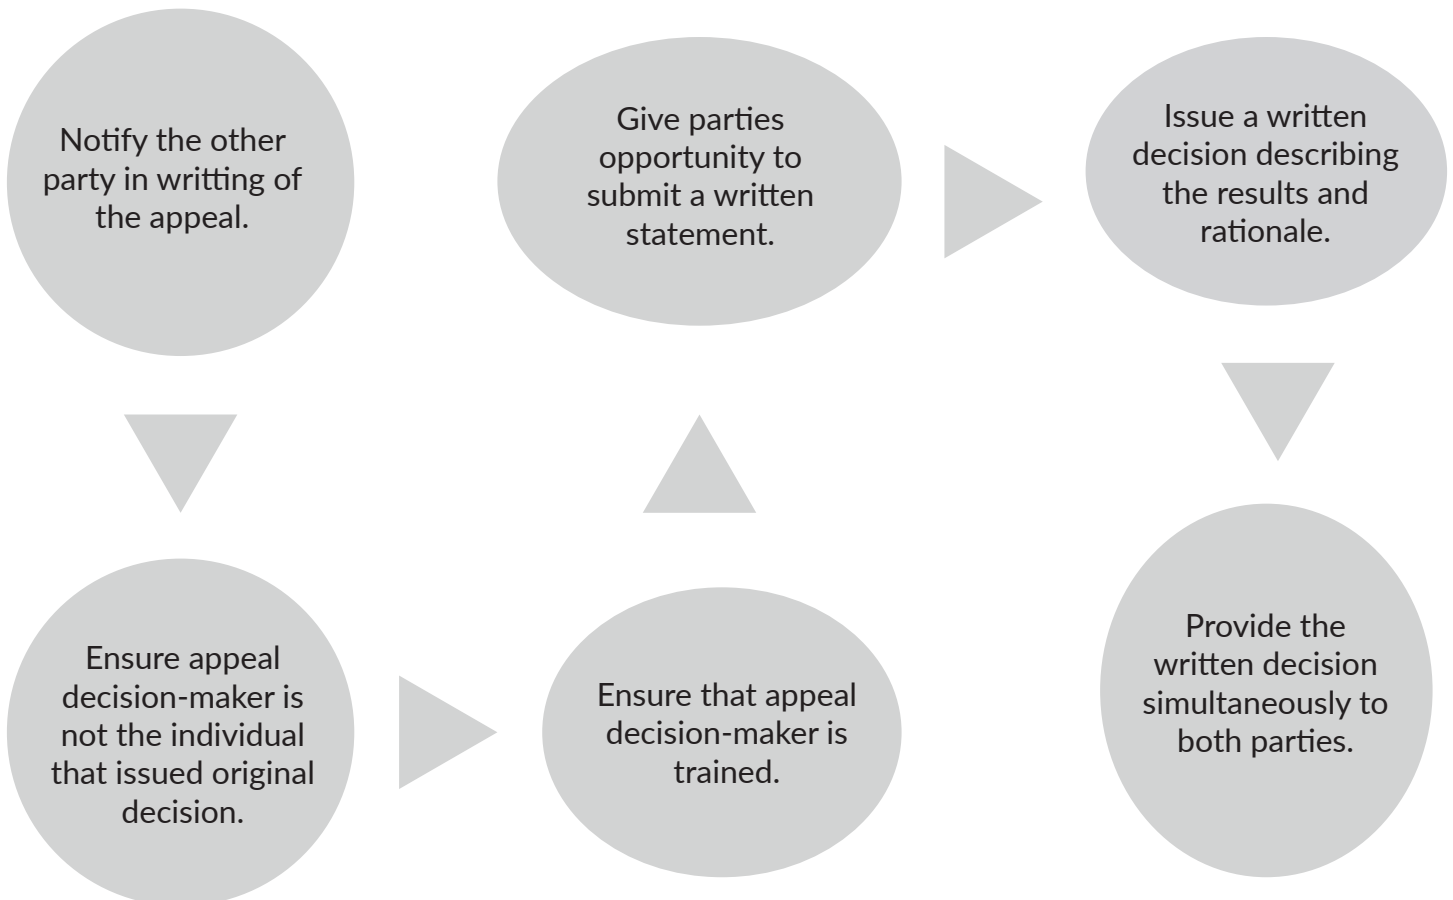 Notify the other
party in writting of
the appeal.
Ensure appeal
decision-maker is
not the individual
that issued original
decision.
Ensure that appeal
decision-maker is
trained.
Give parties
opportunity to
submit a written
statement.
Issue a written
decision describing
the results and
rationale.
Provide the
written decision
simultaneously to
both parties.